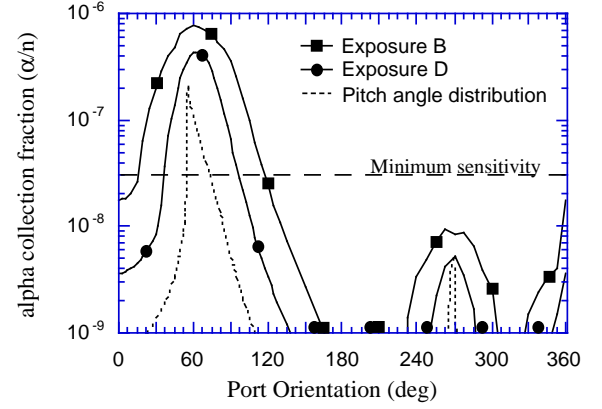 10⁻⁶
10⁻⁷
10⁻⁸
10⁻⁹
alpha collection fraction (α/n)
Exposure B
Exposure D
Pitch angle distribution
Minimum sensitivity
0 60 120 180 240 300 360
Port Orientation (deg)